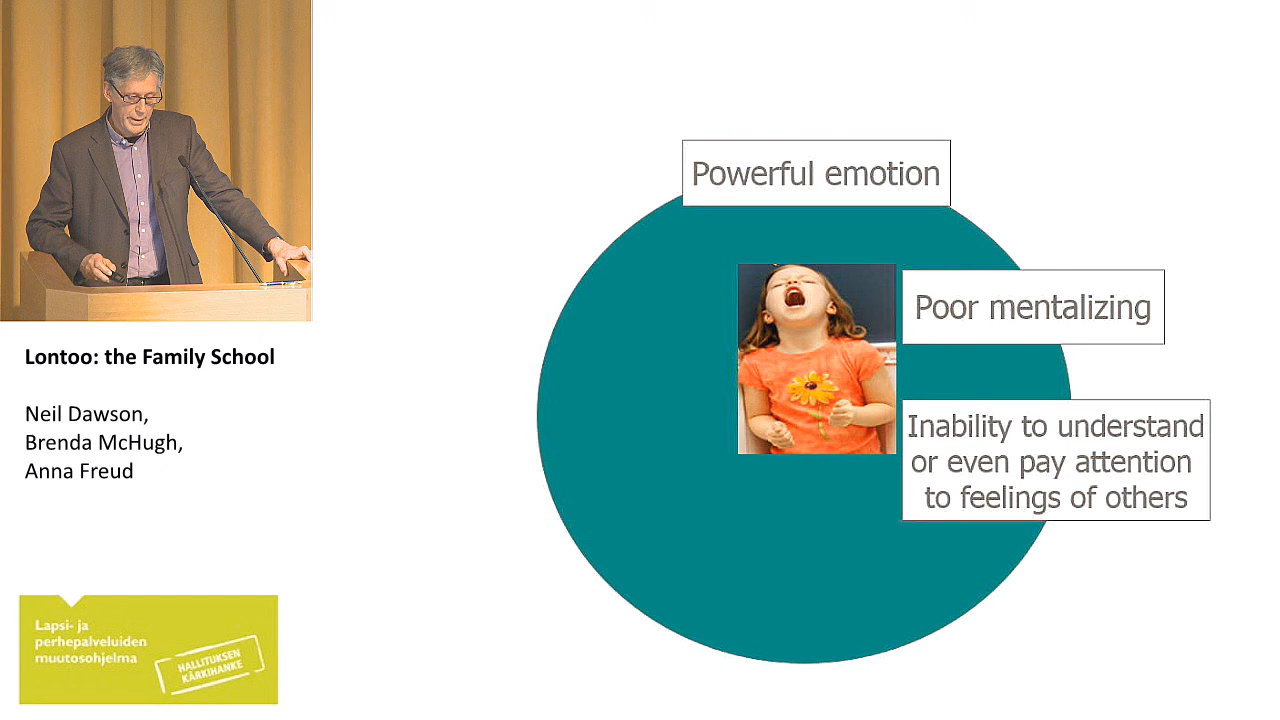 Lontoo: the Family School
Neil Dawson,
Brenda McHugh,
Anna Freud
Lapsi- ja
perhepalveluiden
muutosohjelma
HALLITUKSEN
KÄRKIHANKE
Powerful emotion
Poor mentalizing
Inability to understand
or even pay attention
to feelings of others